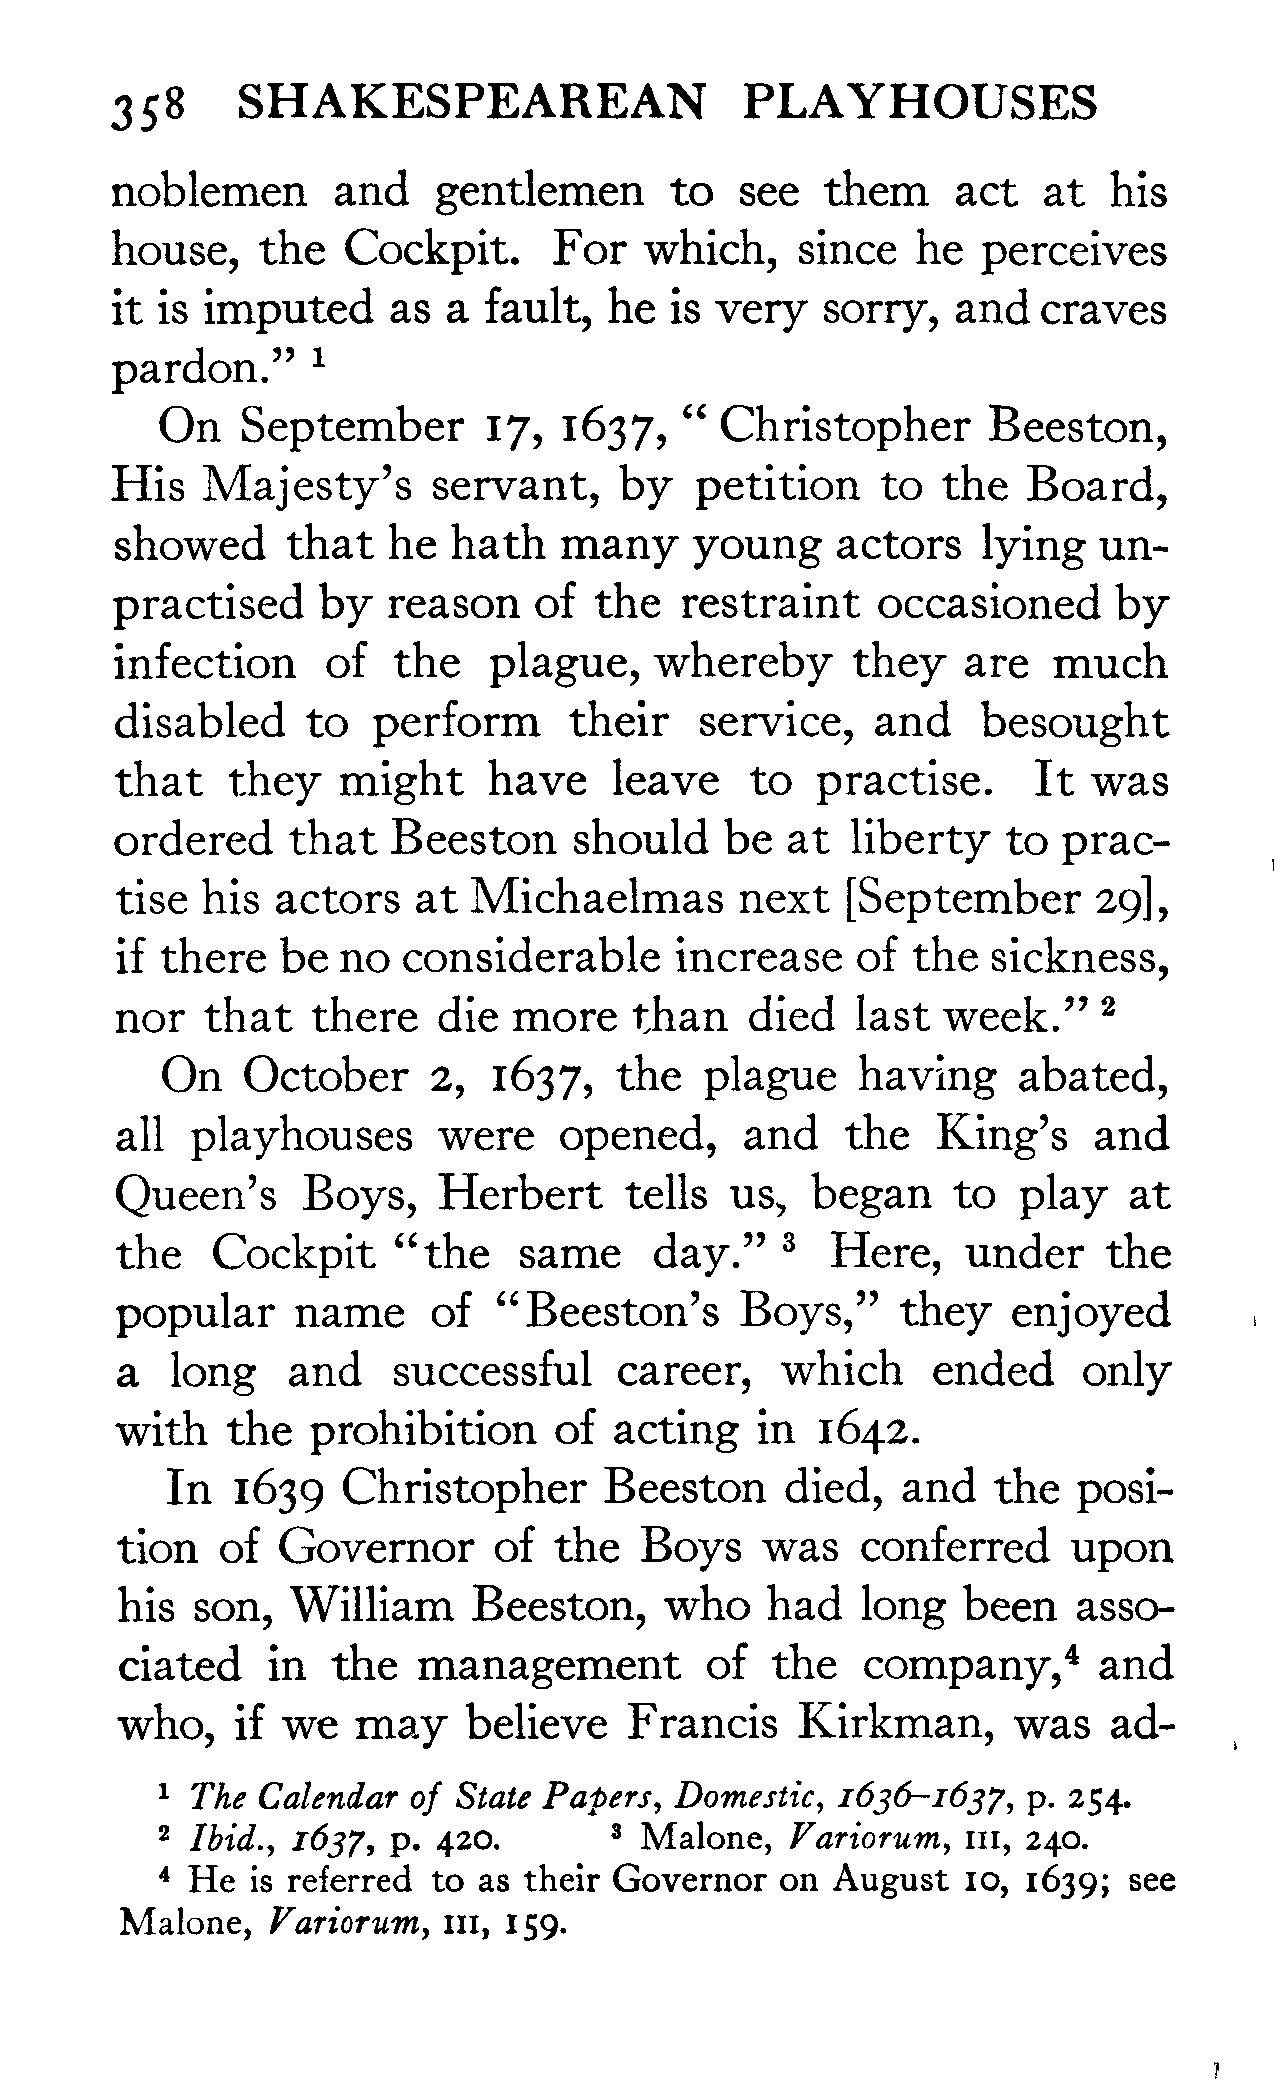 358 SHAKESPEAREAN PLAYHOUSES
noblemen and gentlemen to see them act at his
house, the Cockpit. For which, since he perceives
it is imputed as a fault, he is very sorry, and craves
pardon.” ¹
On September 17, 1637, “ Christopher Beeston,
His Majesty’s servant, by petition to the Board,
showed that he hath many young actors lying un-
practised by reason of the restraint occasioned by
infection of the plague, whereby they are much
disabled to perform their service, and besought
that they might have leave to practise. It was
ordered that Beeston should be at liberty to prac-
tise his actors at Michaelmas next [September 29],
if there be no considerable increase of the sickness,
nor that there die more than died last week.” ²
On October 2, 1637, the plague having abated,
all playhouses were opened, and the King’s and
Queen’s Boys, Herbert tells us, began to play at
the Cockpit “the same day.” ³ Here, under the
popular name of “Beeston’s Boys,” they enjoyed
a long and successful career, which ended only
with the prohibition of acting in 1642.
In 1639 Christopher Beeston died, and the posi-
tion of Governor of the Boys was conferred upon
his son, William Beeston, who had long been asso-
ciated in the management of the company,⁴ and
who, if we may believe Francis Kirkman, was ad-
¹ The Calendar of State Papers, Domestic, 1636–1637, p. 254.
² Ibid., 1637, p. 420. ³ Malone, Variorum, III, 240.
⁴ He is referred to as their Governor on August 10, 1639; see
Malone, Variorum, III, 159.